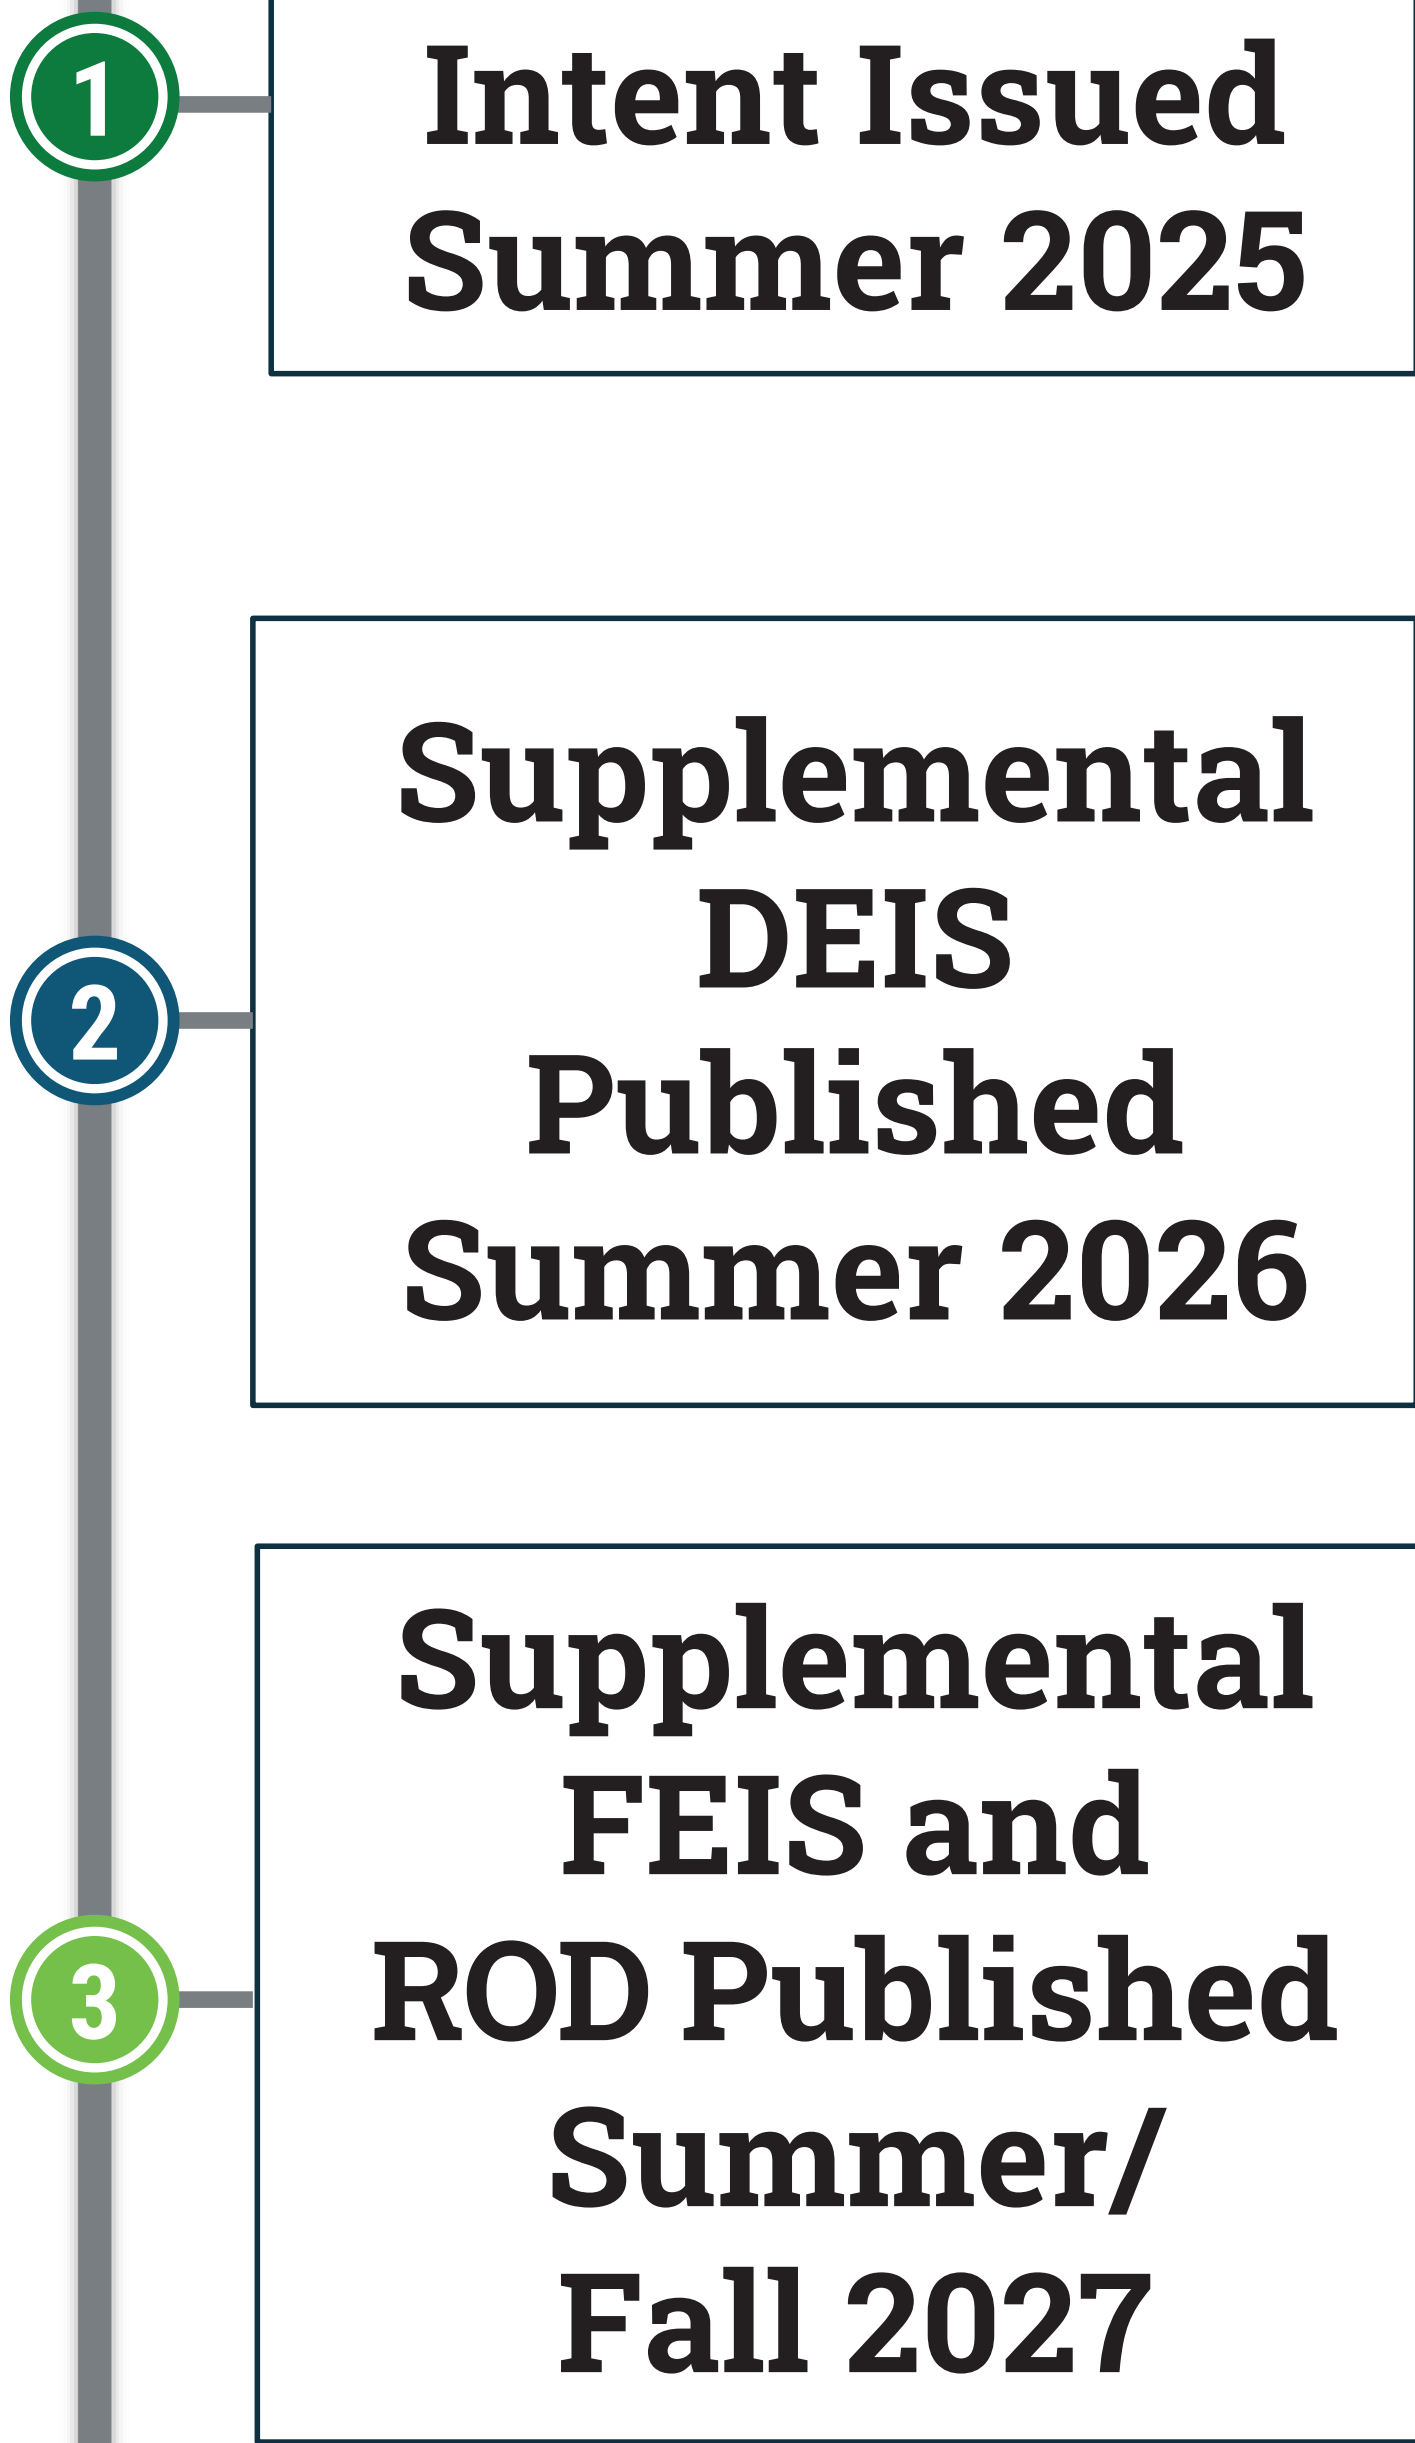 1
Intent Issued
Summer 2025
2
Supplemental
DEIS
Published
Summer 2026
3
Supplemental
FEIS and
ROD Published
Summer/
Fall 2027